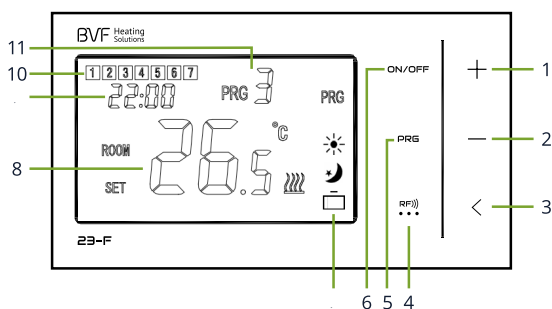 11
BVF Heating Solutions
10
1 2 3 4 5 6 7
PRG 3
PRG
ON/OFF
1
22:00
ROOM
26.5 °C
8
SET
PRG
2
RF
3
23-F
6 5 4